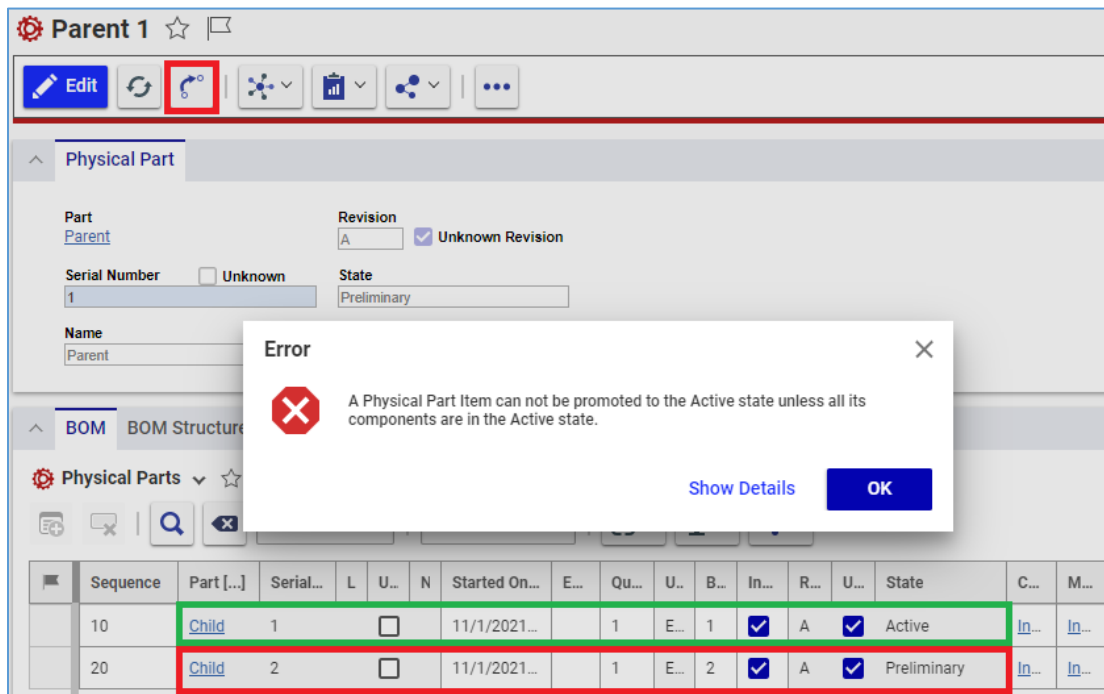 Parent 1
Edit
Physical Part
Part
Revision
Parent
A
Unknown Revision
Serial Number
Unknown
State
1
Preliminary
Name
Parent
Error
A Physical Part Item can not be promoted to the Active state unless all its
components are in the Active state.
Show Details
OK
BOM
BOM Structure
Physical Parts
Sequence Part [...] Serial... L U... N Started On... E... Qu... U.. B... In... R... U... State C... M...
10 Child 1 11/1/2021... 1 E... 1 A Active In... In...
20 Child 2 11/1/2021... 1 E... 2 A Preliminary In... In...